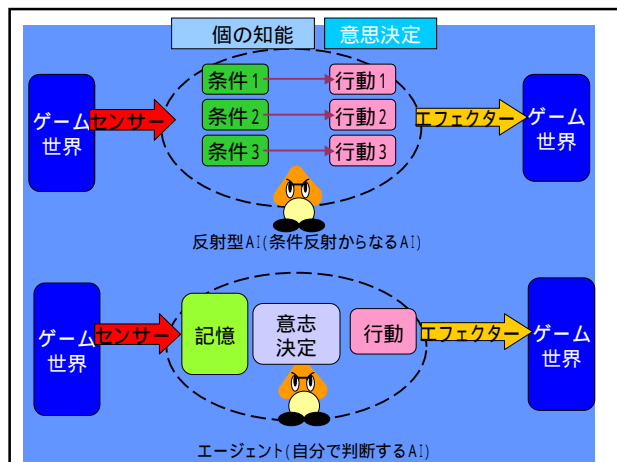 個の知能
意思決定
ゲーム
世界
センサー
条件1
行動1
条件2
行動2
条件3
行動3
エフェクター
ゲーム
世界
反射型AI(条件反射からなるAI)
ゲーム
世界
センサー
記憶
意志
決定
行動
エフェクター
ゲーム
世界
エージェント(自分で判断するAI)